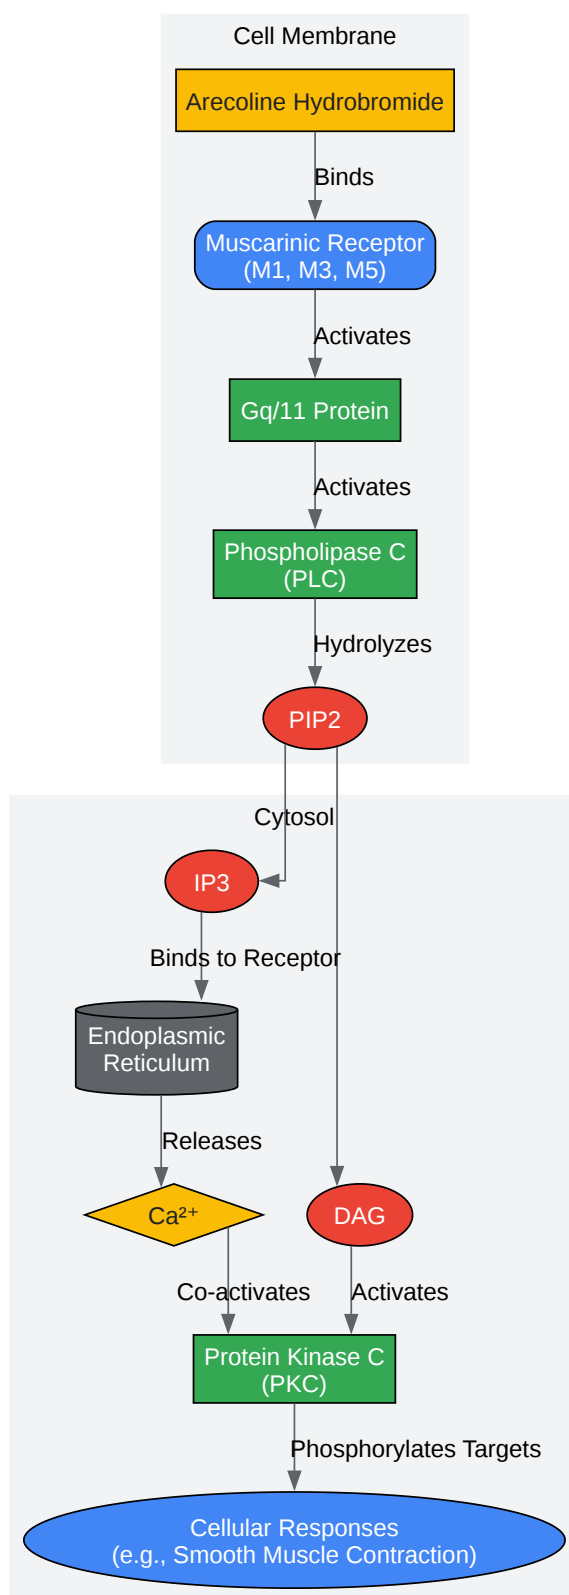 Cell Membrane
Arecoline Hydrobromide
Binds
Muscarinic Receptor
(M1, M3, M5)
Activates
Gq/11 Protein
Activates
Phospholipase C
(PLC)
Hydrolyzes
PIP2
Cytosol
IP3
Binds to Receptor
Endoplasmic
Reticulum
Releases
Ca²⁺
DAG
Co-activates
Activates
Protein Kinase C
(PKC)
Phosphorylates Targets
Cellular Responses
(e.g., Smooth Muscle Contraction)